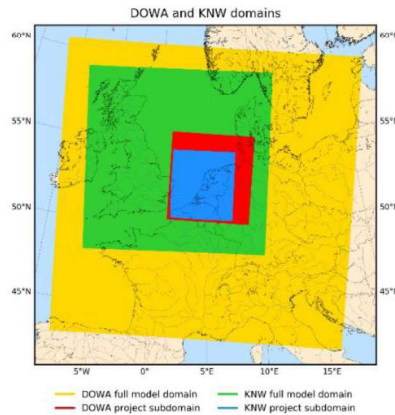 DOWA and KNW domains
60°N 60°N
55°N 55°N
50°N 50°N
45°N 45°N
5°W 0° 5°E 10°E 15°E
DOWA full model domain KNW full model domain
DOWA project subdomain KNW project subdomain